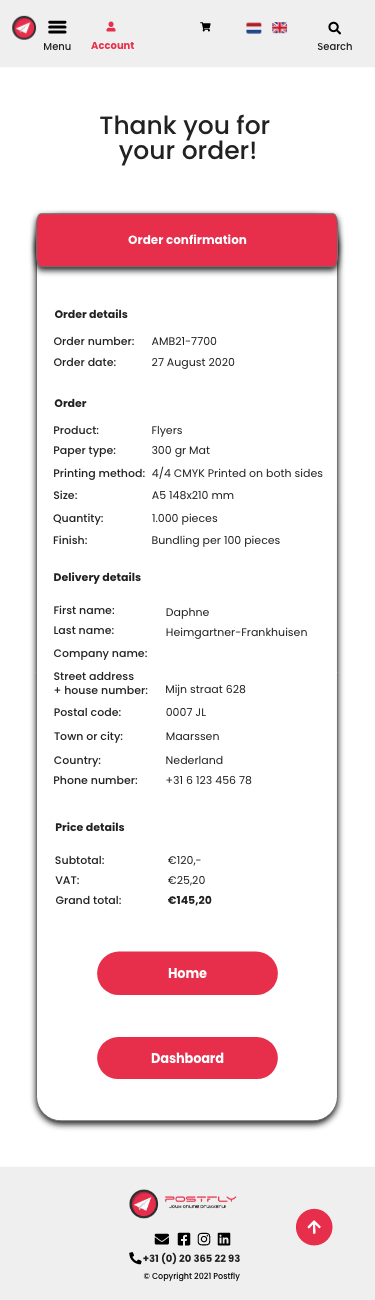 Menu
Account
Search
Thank you for
your order!
Order confirmation
Order details
Order number: AMB21-7700
Order date: 27 August 2020
Order
Product: Flyers
Paper type: 300 gr Mat
Printing method: 4/4 CMYK Printed on both sides
Size: A5 148x210 mm
Quantity: 1.000 pieces
Finish: Bundling per 100 pieces
Delivery details
First name: Daphne
Last name: Heimgartner-Frankhuisen
Company name:
Street address
+ house number: Mijn straat 628
Postal code: 0007 JL
Town or city: Maarssen
Country: Nederland
Phone number: +31 6 123 456 78
Price details
Subtotal: €120,-
VAT: €25,20
Grand total: €145,20
Home
Dashboard
POSTFLY
+31 (0) 20 365 22 93
© Copyright 2021 Postfly